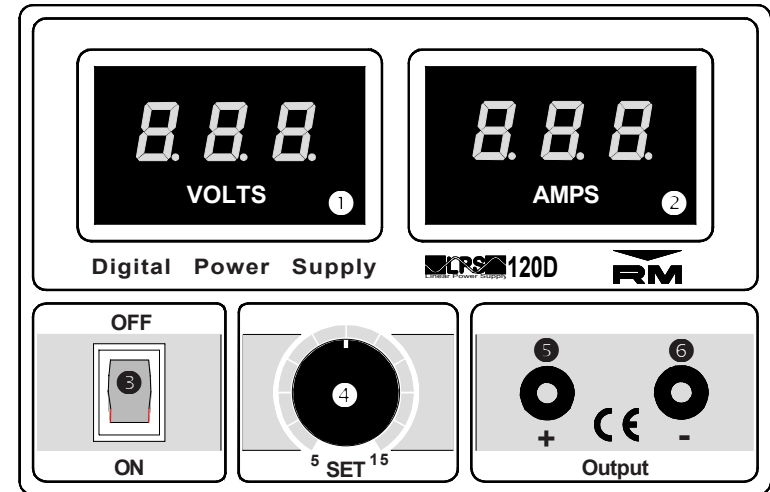 8.8.8.
VOLTS
1
8.8.8.
AMPS
2
Digital Power Supply
LRS 120D
Linear Power Supply
RM
OFF
3
ON
4
5 SET 15
5
6
+ CE -
Output